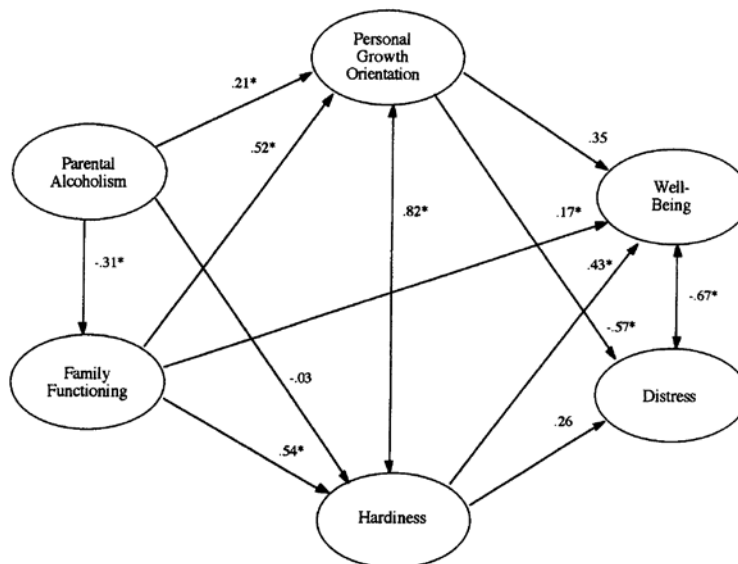 Personal
Growth
Orientation
.21*
.52*
.35
Parental
Alcoholism
Well-
Being
.82*
.17*
-.31*
.43*
-.67*
-.57*
Family
Functioning
-.03
Distress
.54*
.26
Hardiness